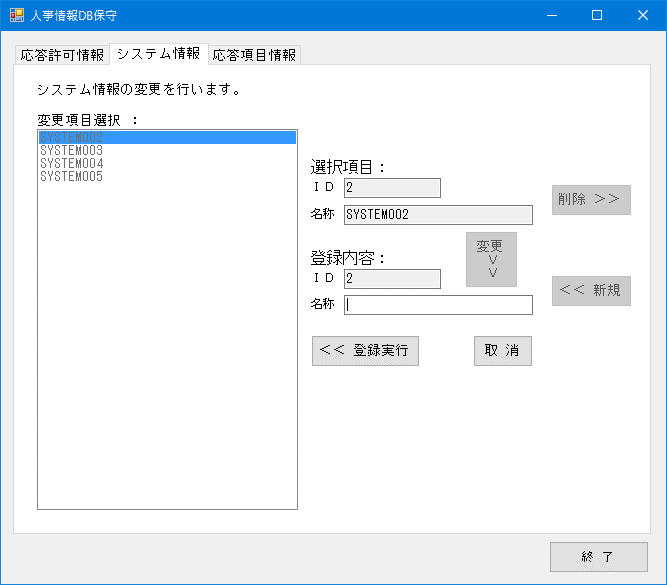 人事情報DB保守
応答許可情報 システム情報 応答項目情報
システム情報の変更を行います。
変更項目選択 :
SYSTEM002
SYSTEM003
SYSTEM004
SYSTEM005
選択項目:
ID 2
名称 SYSTEM002
削除 >>
登録内容:
変更
∨
∨
ID 2
<< 新規
名称
<< 登録実行 取 消
終 了